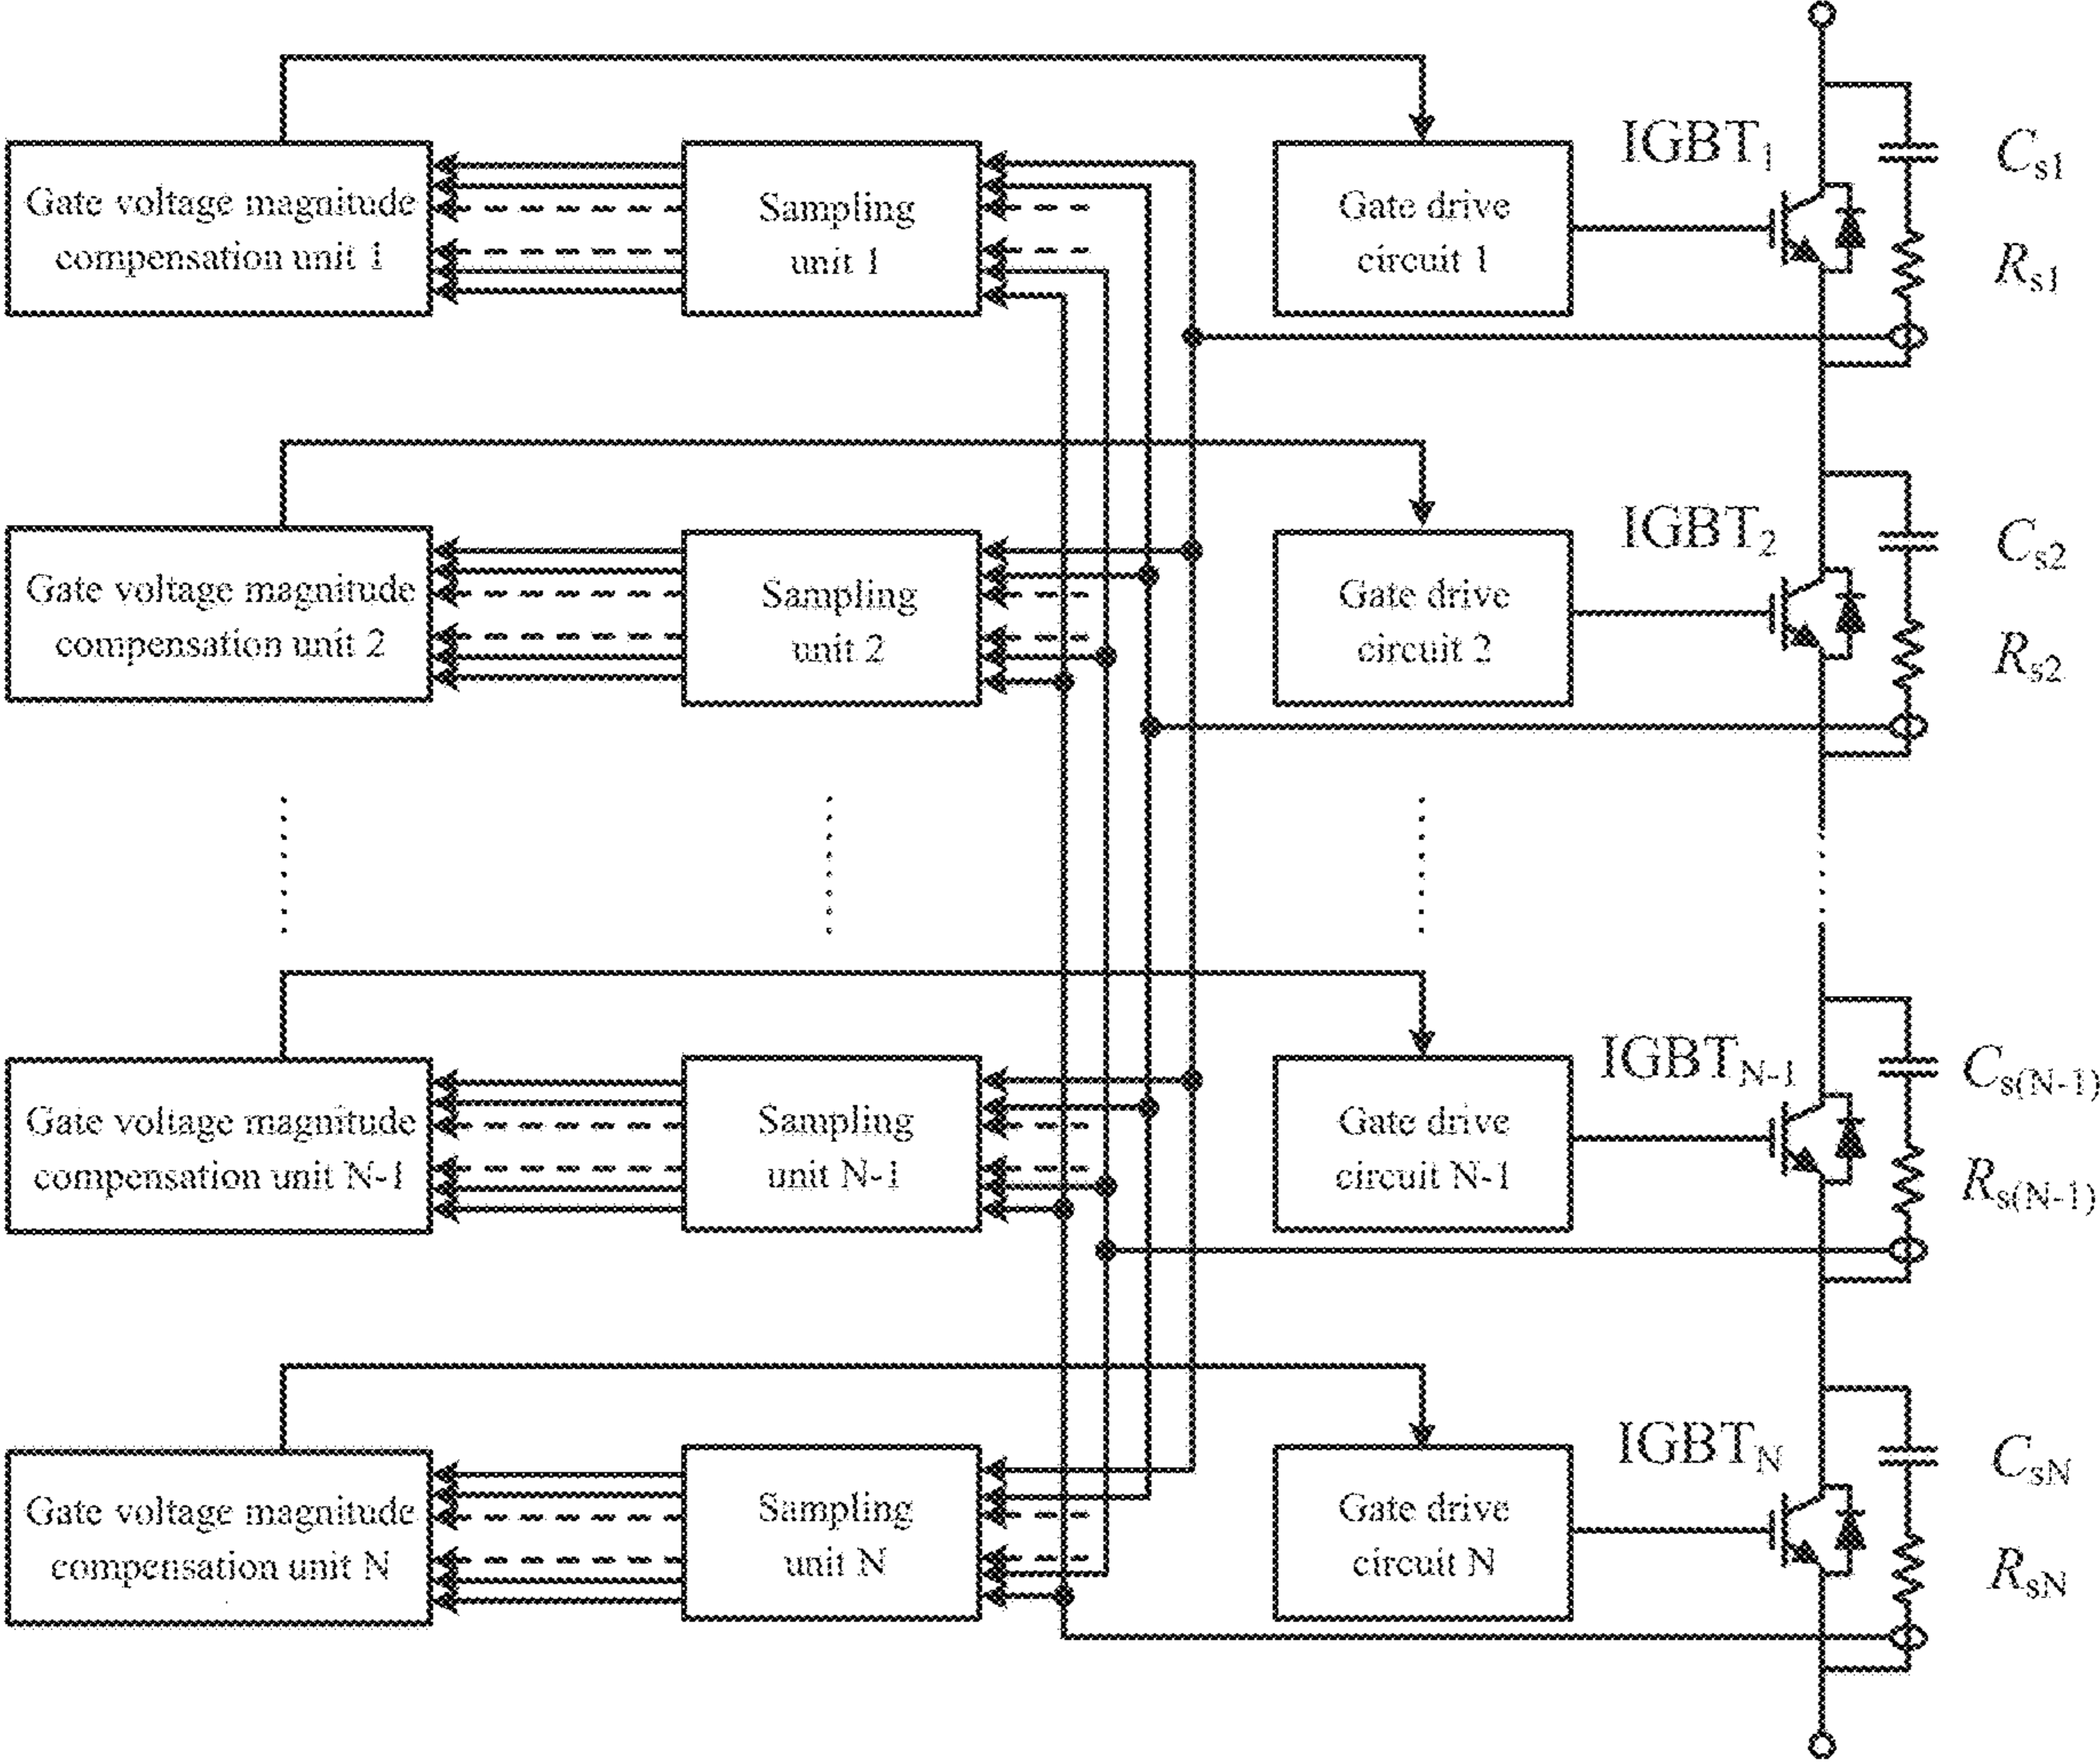 Gate voltage magnitude
compensation unit 1
Sampling
unit 1
Gate drive
circuit 1
IGBT1
Cs1
Rs1
Gate voltage magnitude
compensation unit 2
Sampling
unit 2
Gate drive
circuit 2
IGBT2
Cs2
Rs2
Gate voltage magnitude
compensation unit N-1
Sampling
unit N-1
Gate drive
circuit N-1
IGBTN-1
Cs(N-1)
Rs(N-1)
Gate voltage magnitude
compensation unit N
Sampling
unit N
Gate drive
circuit N
IGBTN
CsN
RsN